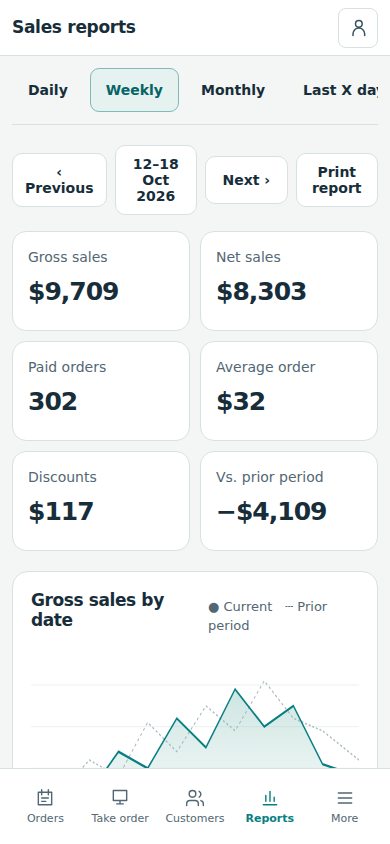 Sales reports
Daily
Weekly
Monthly
Last X day
‹
Previous
12–18
Oct
2026
Next ›
Print
report
Gross sales
$9,709
Net sales
$8,303
Paid orders
302
Average order
$32
Discounts
$117
Vs. prior period
−$4,109
Gross sales by
date
● Current ┄ Prior
period
Orders
Take order
Customers
Reports
More